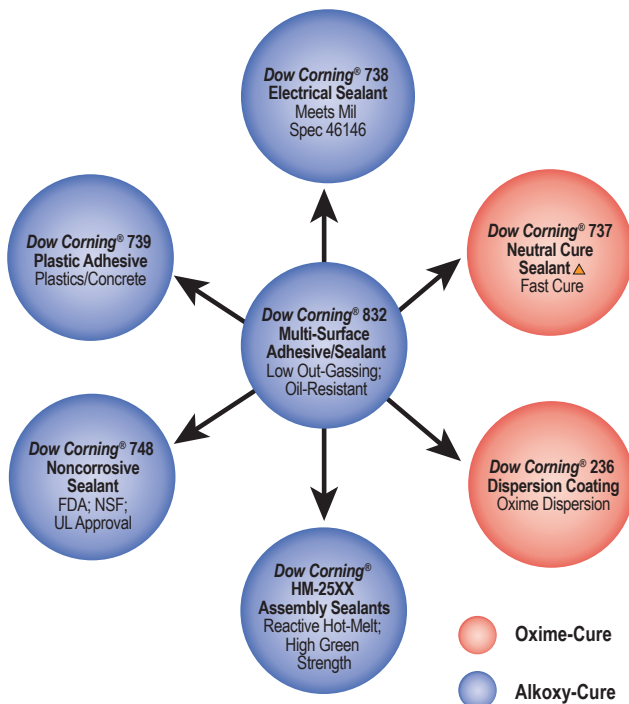 Dow Corning® 738
Electrical Sealant
Meets Mil
Spec 46146
Dow Corning® 739
Plastic Adhesive
Plastics/Concrete
Dow Corning® 737
Neutral Cure
Sealant
Fast Cure
Dow Corning® 832
Multi-Surface
Adhesive/Sealant
Low Out-Gassing;
Oil-Resistant
Dow Corning® 748
Noncorrosive
Sealant
FDA; NSF;
UL Approval
Dow Corning® 236
Dispersion Coating
Oxime Dispersion
Dow Corning®
HM-25XX
Assembly Sealants
Reactive Hot-Melt;
High Green
Strength
Oxime-Cure
Alkoxy-Cure